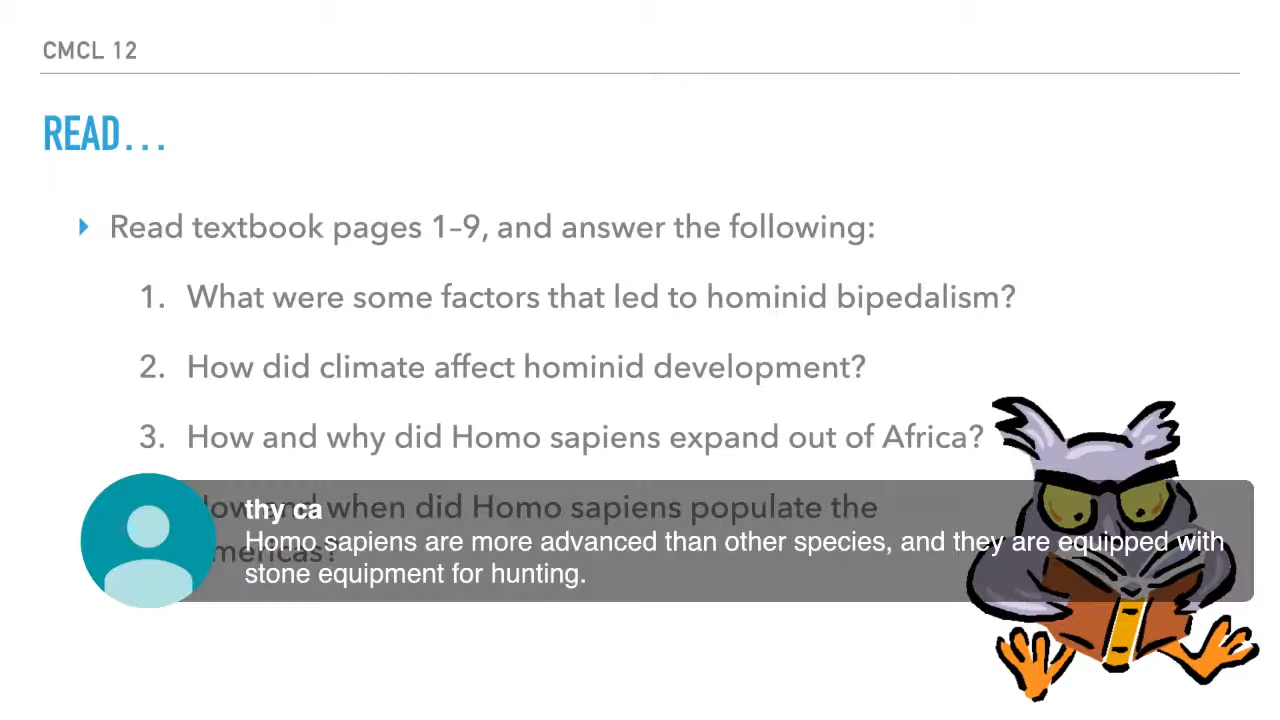 CMCL 12
READ...
Read textbook pages 1–9, and answer the following:
1. What were some factors that led to hominid bipedalism?
2. How did climate affect hominid development?
3. How and why did Homo sapiens expand out of Africa?
How and when did Homo sapiens populate the
Americas?
thy ca
Homo sapiens are more advanced than other species, and they are equipped with
stone equipment for hunting.